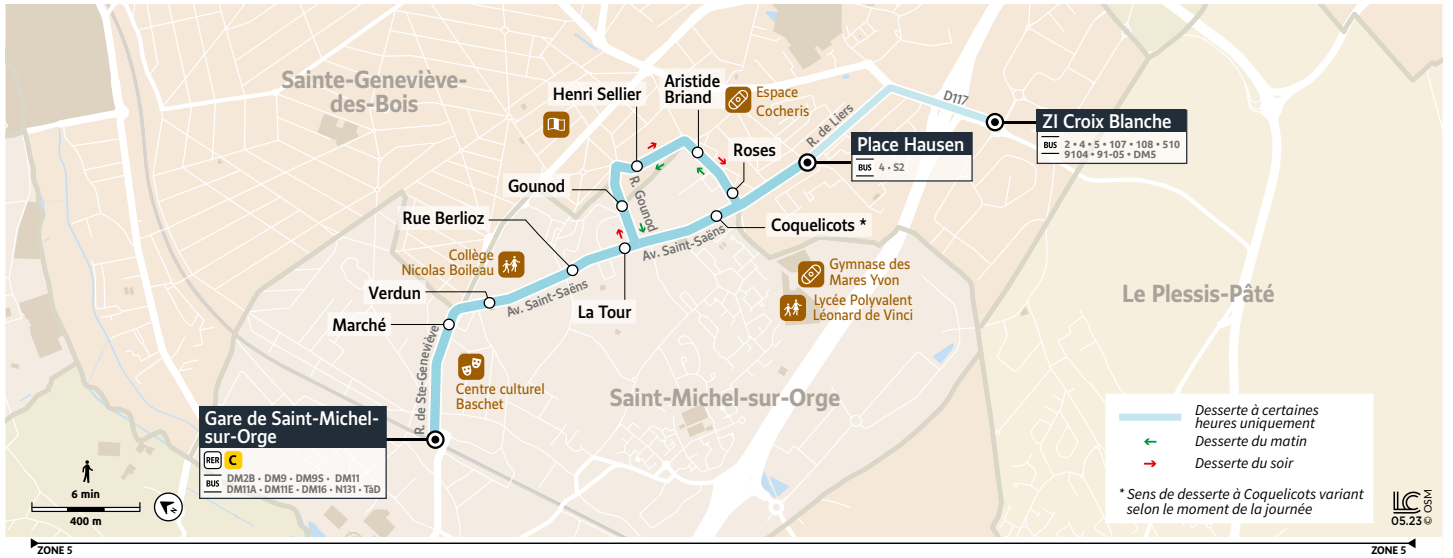 Sainte-Geneviève-
des-Bois
Henri Sellier
Aristide
Briand
Espace
Cocheris
Roses
R. de Liers
D117
ZI Croix Blanche
BUS 2 • 4 • 5 • 107 • 108 • 510
9104 • 91-05 • DM5
Place Hausen
BUS 4 • S2
Gounod
R. Gounod
Rue Berlioz
Coquelicots *
Av. Saint-Saëns
Collège
Nicolas Boileau
Gymnase des
Mares Yvon
Lycée Polyvalent
Léonard de Vinci
Le Plessis-Pâté
Verdun
Av. Saint-Saëns
La Tour
Marché
R. de Ste-Geneviève
Centre culturel
Baschet
Saint-Michel-sur-Orge
Gare de Saint-Michel-
sur-Orge
RER C
BUS DM2B • DM9 • DM9S • DM11
DM11A • DM11E • DM16 • N131 • TàD
6 min
400 m
Desserte à certaines
heures uniquement
Desserte du matin
Desserte du soir
* Sens de desserte à Coquelicots variant
selon le moment de la journée
LC
05.23 © OSM
ZONE 5
ZONE 5